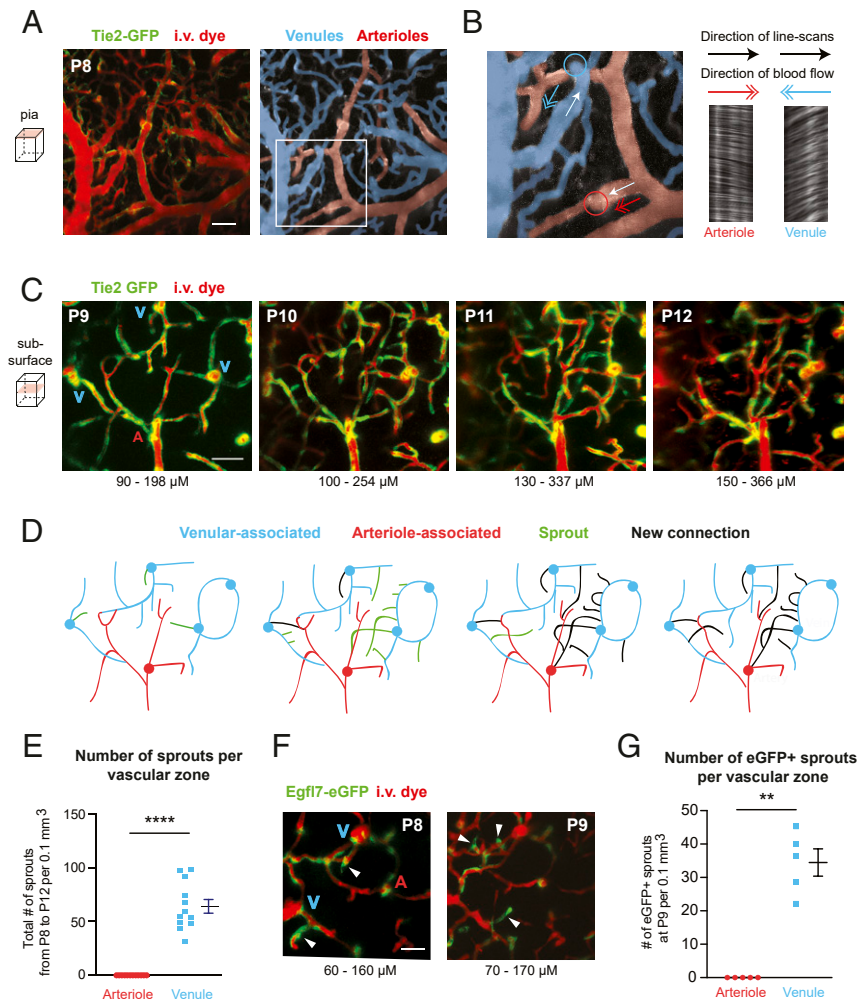 A
Tie2-GFP i.v. dye
Venules Arterioles
P8
pia
B
Direction of line-scans
Direction of blood flow
Arteriole Venule
C
Tie2 GFP i.v. dye
P9 P10 P11 P12
V
V
V
A
sub-
surface
90 - 198 µM 100 - 254 µM 130 - 337 µM 150 - 366 µM
D
Venular-associated Arteriole-associated Sprout New connection
E
Number of sprouts per
vascular zone
Total # of sprouts
from P8 to P12 per 0.1 mm3
150
100
50
0
****
Arteriole Venule
F
Egfl7-eGFP i.v. dye
P8 P9
V
A
V
60 - 160 µM 70 - 170 µM
G
Number of eGFP+ sprouts
per vascular zone
# of eGFP+ sprouts
at P9 per 0.1 mm3
50
40
30
20
10
0
**
Arteriole Venule